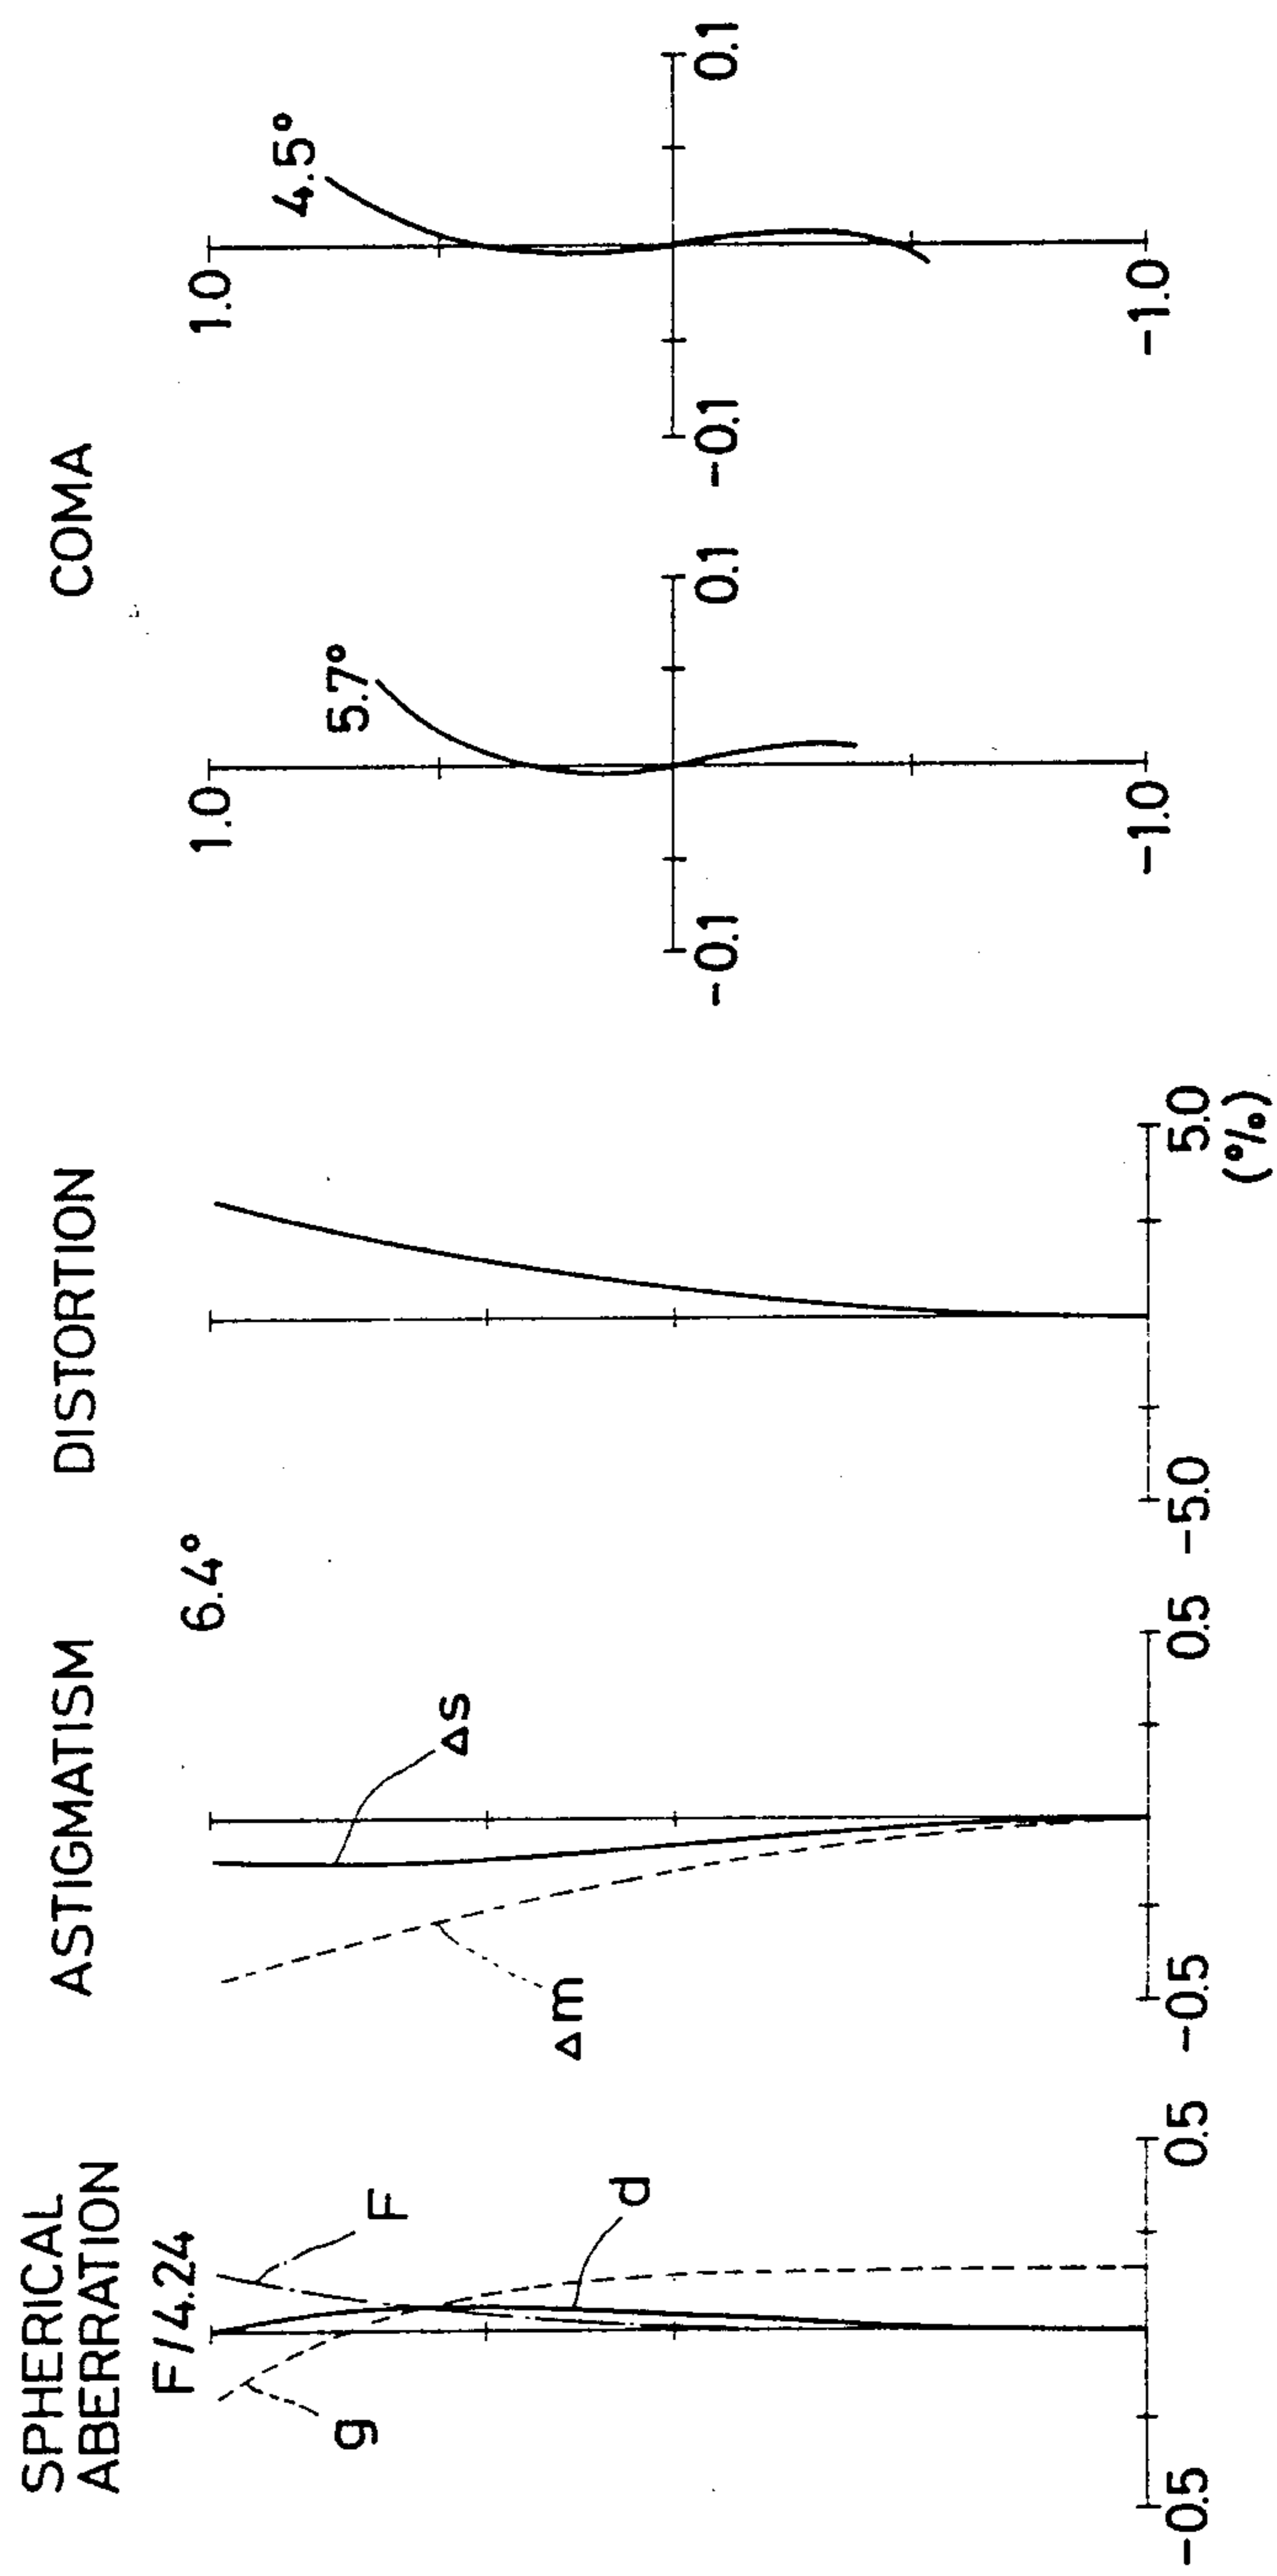 SPHERICAL
ABERRATION
F/4.24
g
F
d
-0.5
0.5
ASTIGMATISM
6.4°
Δm
Δs
-0.5
0.5
DISTORTION
-5.0
5.0
(%)
COMA
5.7°
1.0
-0.1
0.1
-1.0
4.5°
1.0
-0.1
0.1
-1.0